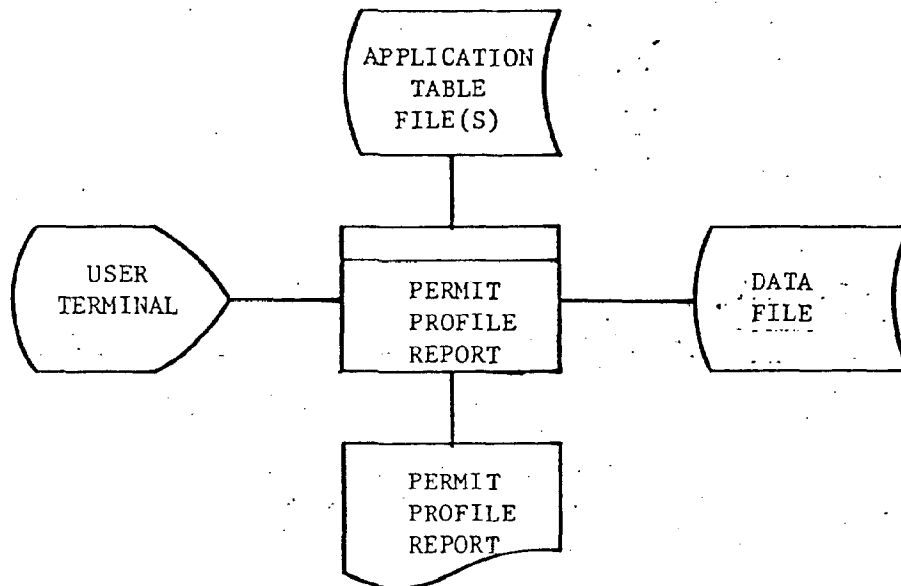 APPLICATION
TABLE
FILE(S)
USER
TERMINAL
PERMIT
PROFILE
REPORT
DATA
FILE
PERMIT
PROFILE
REPORT